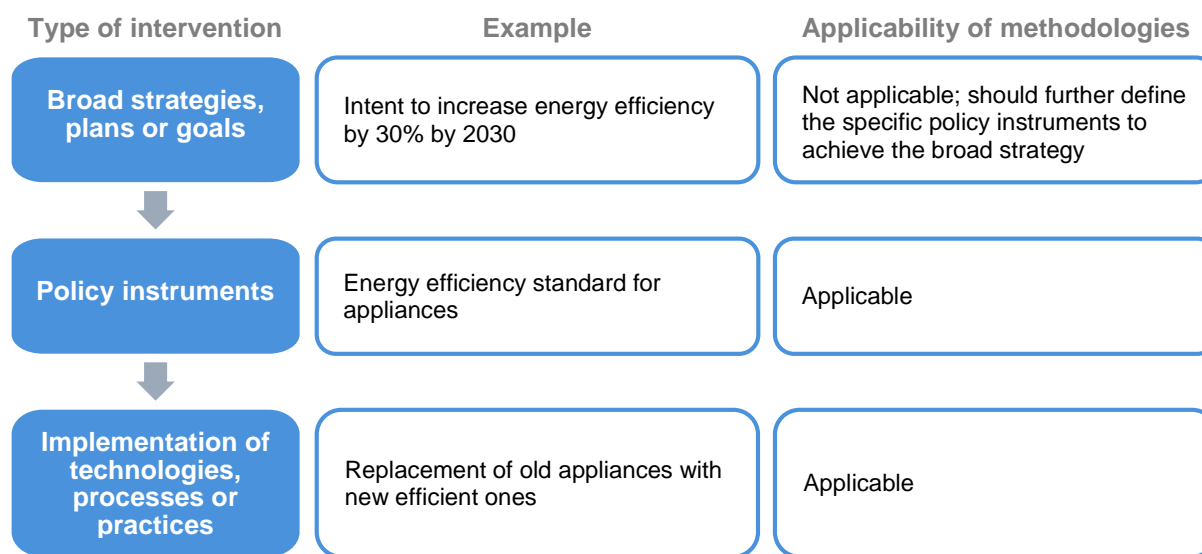 Type of intervention
Example
Applicability of methodologies
Broad strategies,
plans or goals
Intent to increase energy efficiency
by 30% by 2030
Not applicable; should further define
the specific policy instruments to
achieve the broad strategy
Policy instruments
Energy efficiency standard for
appliances
Applicable
Implementation of
technologies,
processes or
practices
Replacement of old appliances with
new efficient ones
Applicable